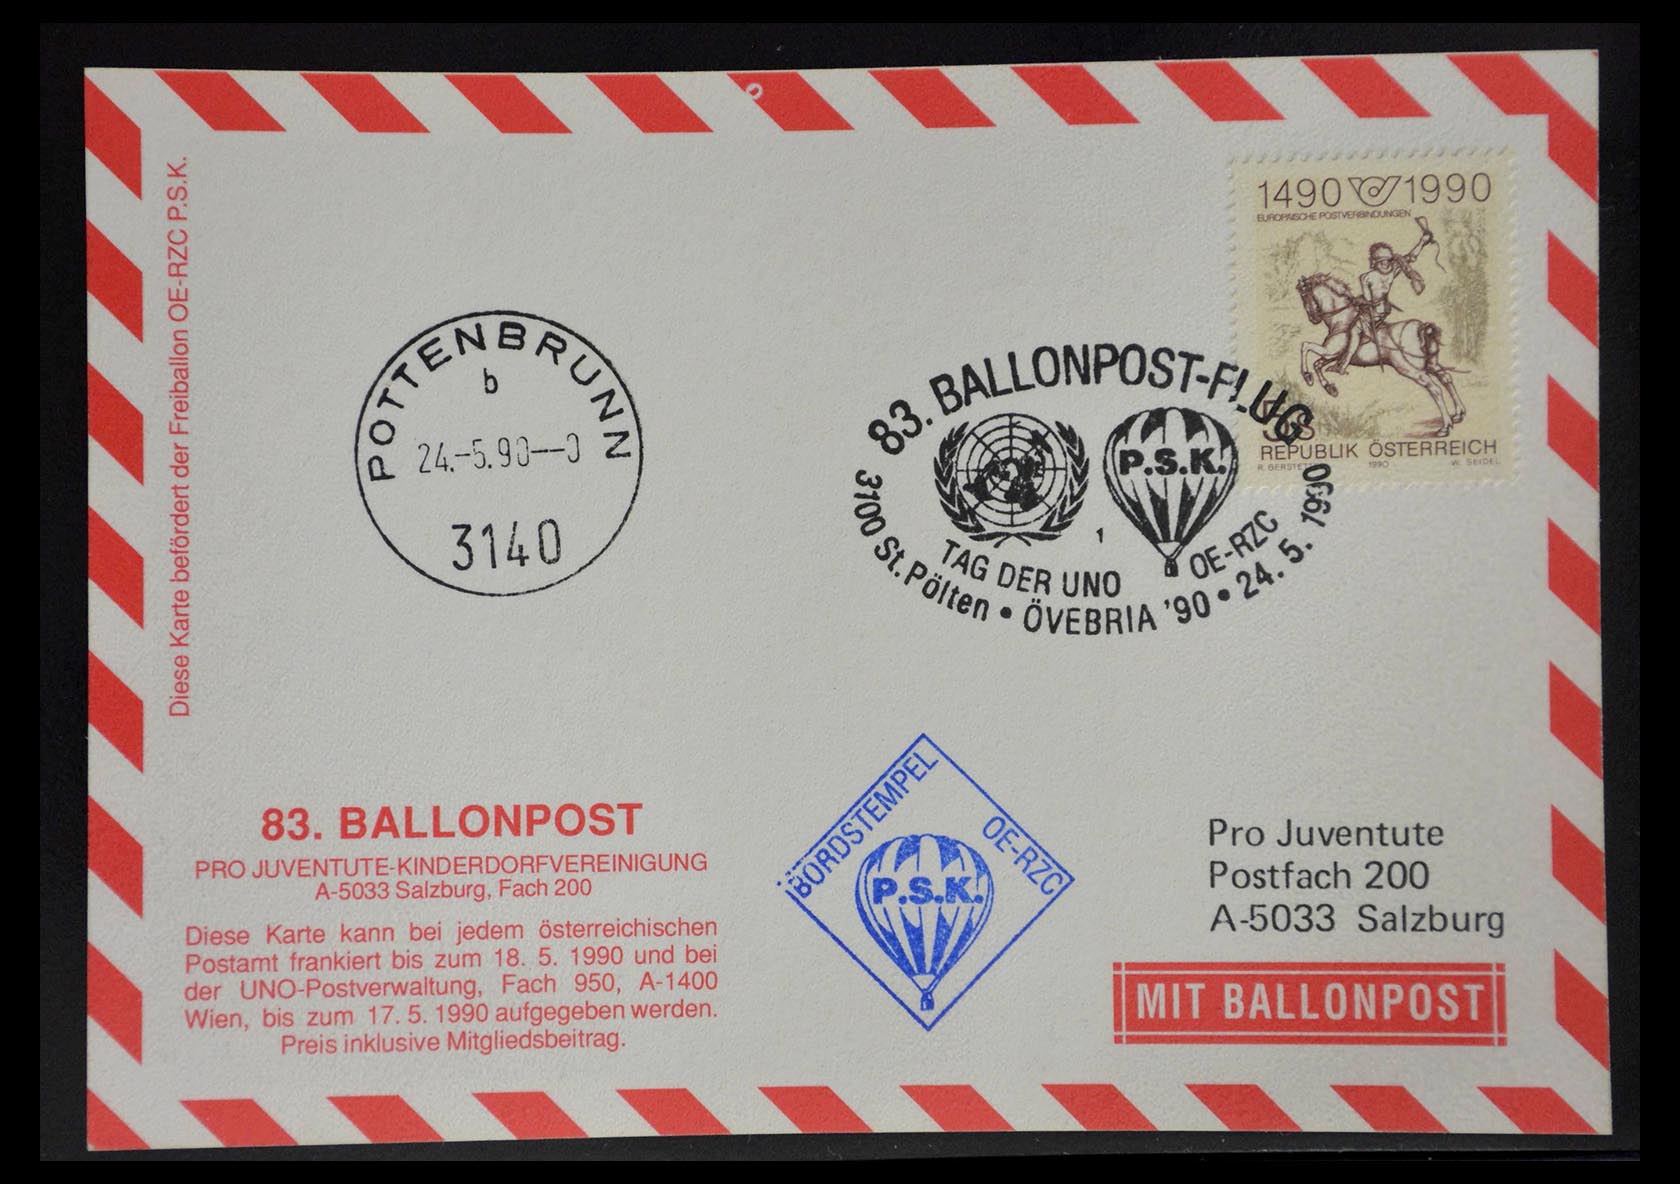 Diese Karte befördert der Freiballon OE-RZC P.S.K.
1490 1990
EUROPÄISCHE POSTVERBINDUNGEN
5S
REPUBLIK ÖSTERREICH
1990 W. SEIDEL
POTTENBRUNN
b
24.-5.90--0
3140
83. BALLONPOST-FLUG
P.S.K.
1
TAG DER UNO
OE-RZC
3100 St. Pölten • ÖVEBRIA '90 • 24. 5. 1990
83. BALLONPOST
PRO JUVENTUTE-KINDERDORFVEREINIGUNG
A-5033 Salzburg, Fach 200
Diese Karte kann bei jedem österreichischen
Postamt frankiert bis zum 18. 5. 1990 und bei
der UNO-Postverwaltung, Fach 950, A-1400
Wien, bis zum 17. 5. 1990 aufgegeben werden.
Preis inklusive Mitgliedsbeitrag.
BORDSTEMPEL
OE-RZC
P.S.K.
Pro Juventute
Postfach 200
A-5033 Salzburg
MIT BALLONPOST